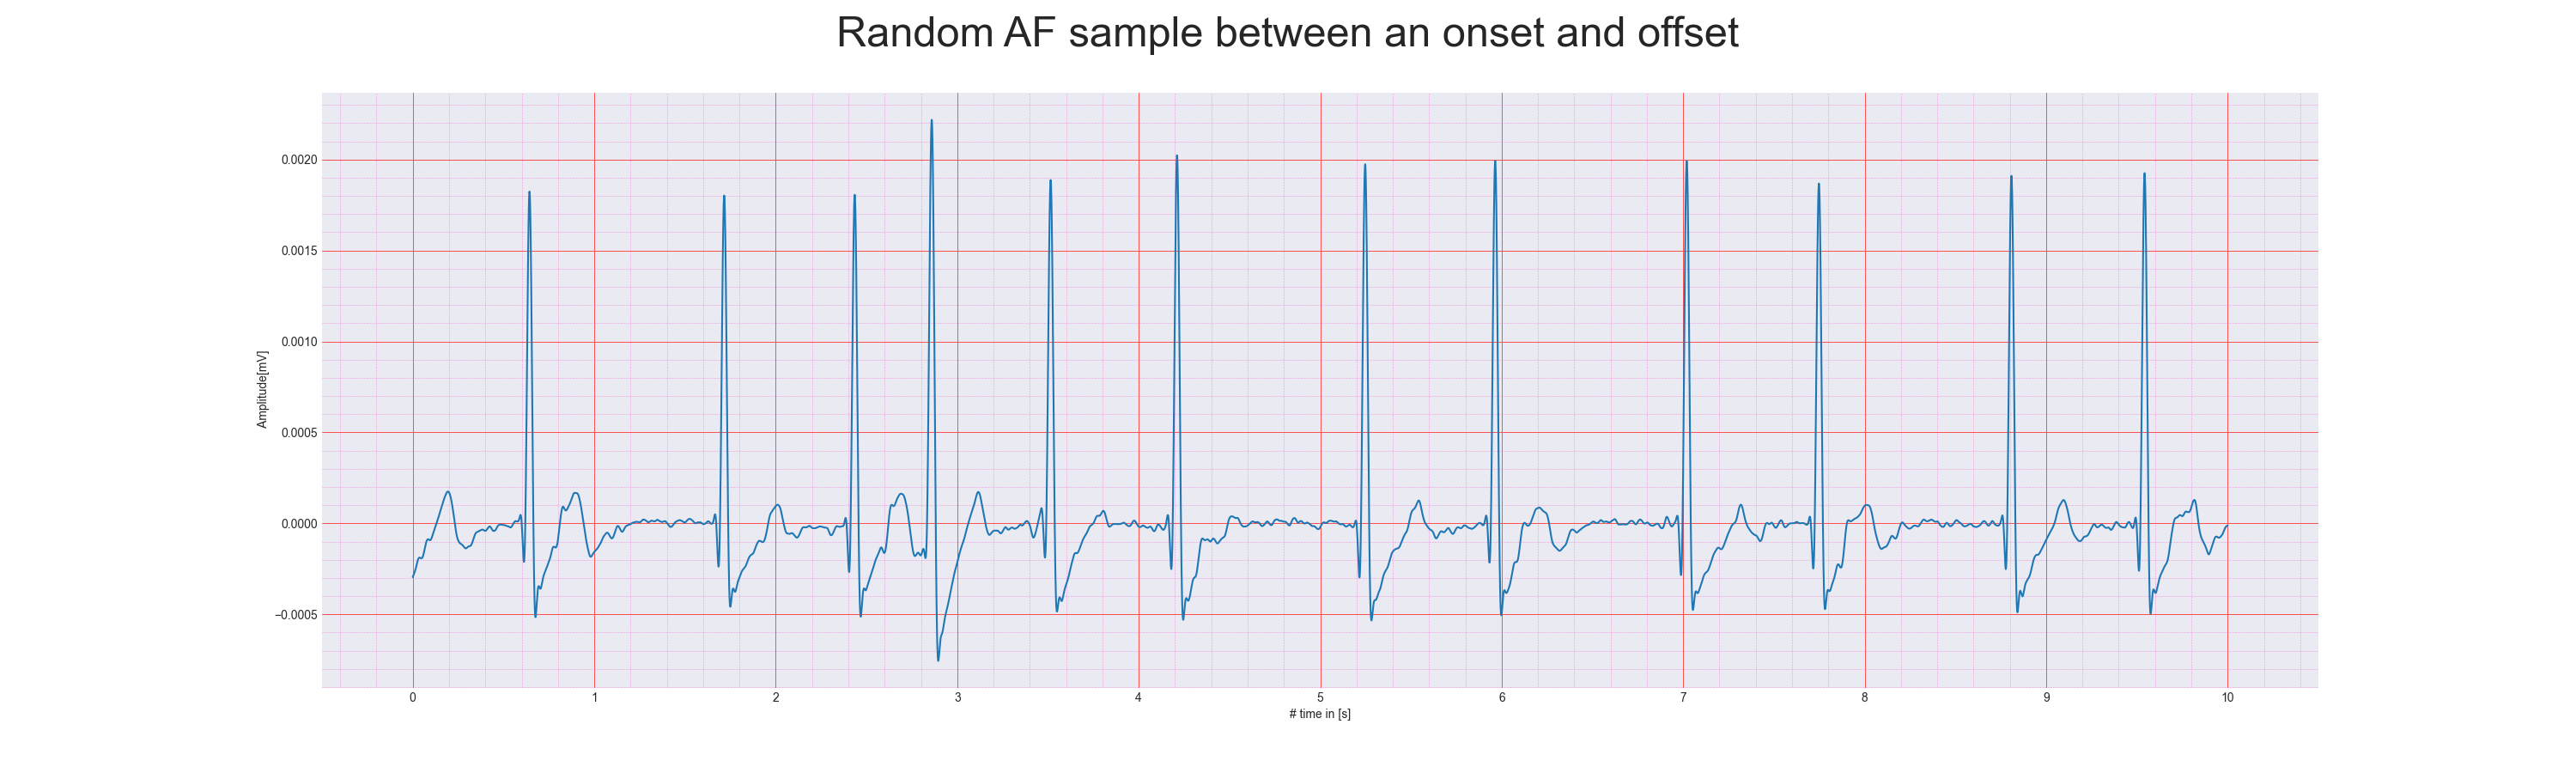 Random AF sample between an onset and offset
0.0020
0.0015
0.0010
0.0005
0.0000
−0.0005
Amplitude[mV]
0 1 2 3 4 5 6 7 8 9 10
# time in [s]